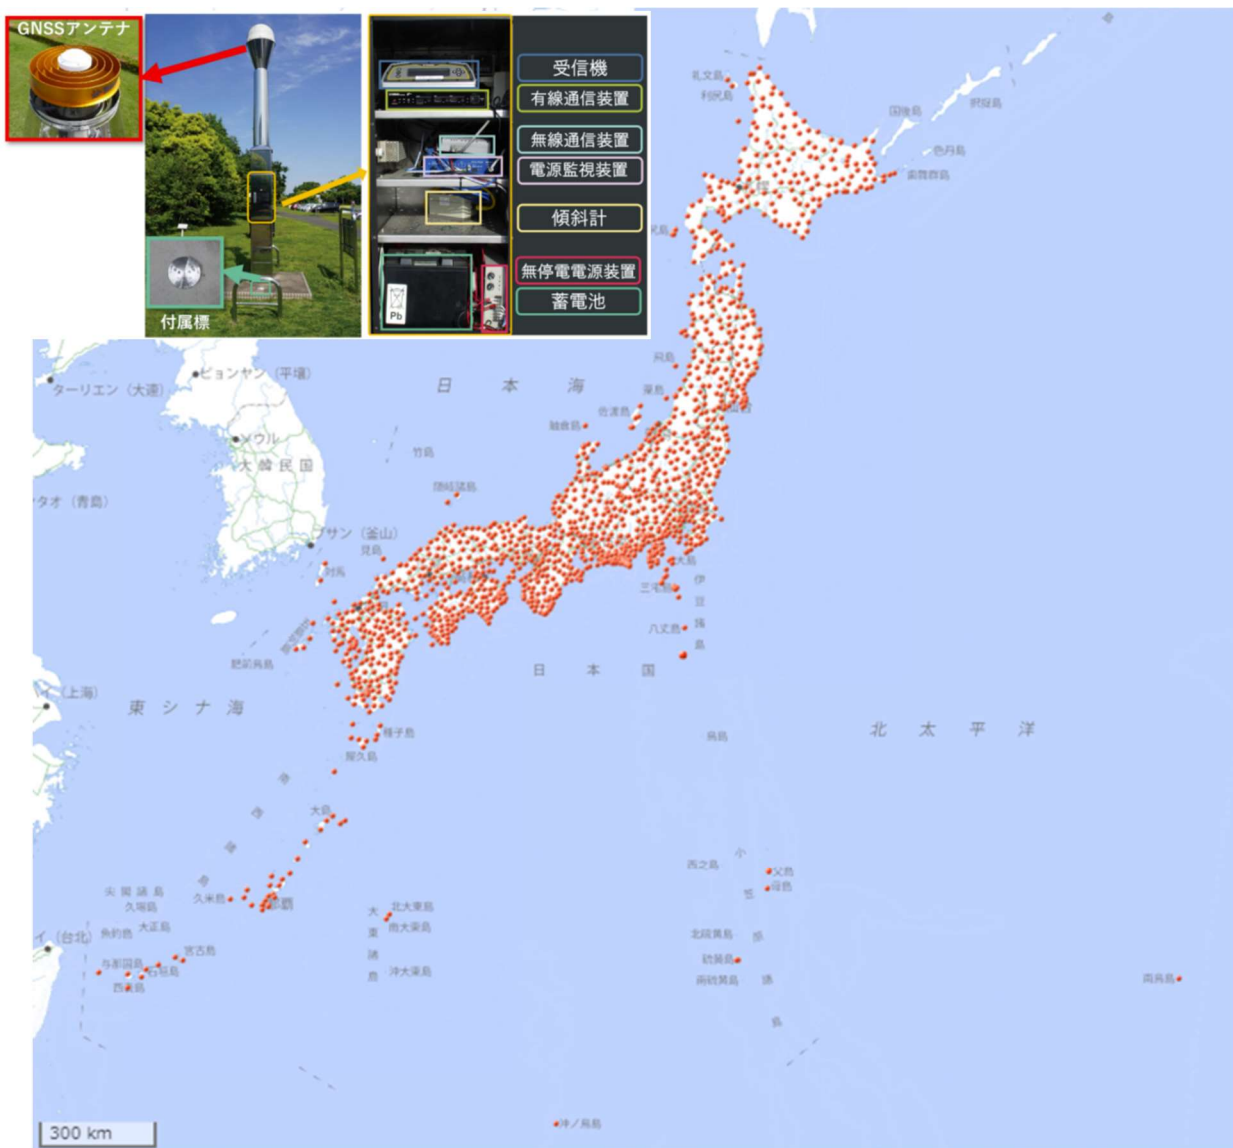 GNSSアンテナ
付属標
受信機
有線通信装置
無線通信装置
電源監視装置
傾斜計
無停電電源装置
蓄電池
Pb
礼文島
利尻島
国後島
択捉島
色丹島
歯舞群島
尻島
ピョンヤン(平壌)
ターリエン(大連)
日本海
飛島
粟島
佐渡島
舳倉島
ソウル
大韓民国
竹島
タオ(青島)
隠岐諸島
プサン(釜山)
見島
対馬
大島
三宅島
伊豆諸島
八丈島
肥前鳥島
日本国
イ(上海)
東シナ海
北太平洋
種子島
屋久島
鳥島
南西諸島
大島
西之島
小笠原諸島
父島
母島
尖閣諸島
久場島
久米島
那覇
大正島
魚釣島
大東諸島
北大東島
南大東島
沖大東島
イ(台北)
宮古島
与那国島
石垣島
西表島
北硫黄島
硫黄島
南硫黄島
南鳥島
沖ノ鳥島
300 km